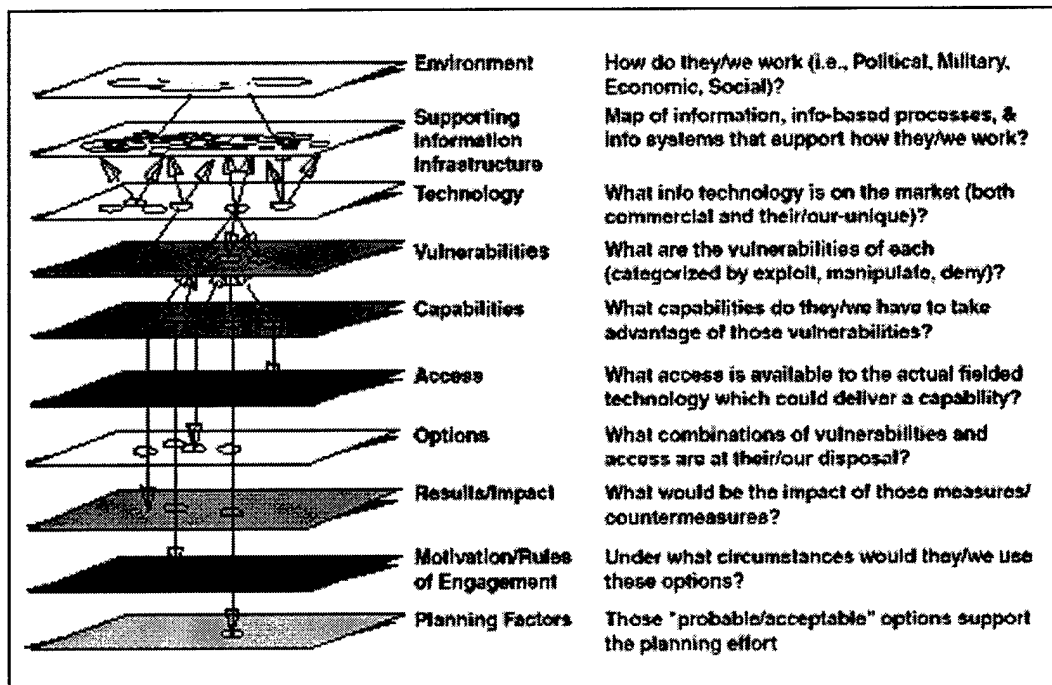 Environment
How do they/we work (i.e., Political, Military,
Economic, Social)?
Supporting
Information
Infrastructure
Map of information, info-based processes, &
info systems that support how they/we work?
Technology
What info technology is on the market (both
commercial and their/our-unique)?
Vulnerabilities
What are the vulnerabilities of each
(categorized by exploit, manipulate, deny)?
Capabilities
What capabilities do they/we have to take
advantage of those vulnerabilities?
Access
What access is available to the actual fielded
technology which could deliver a capability?
Options
What combinations of vulnerabilities and
access are at their/our disposal?
Results/Impact
What would be the impact of those measures/
countermeasures?
Motivation/Rules
of Engagement
Under what circumstances would they/we use
these options?
Planning Factors
Those "probable/acceptable" options support
the planning effort